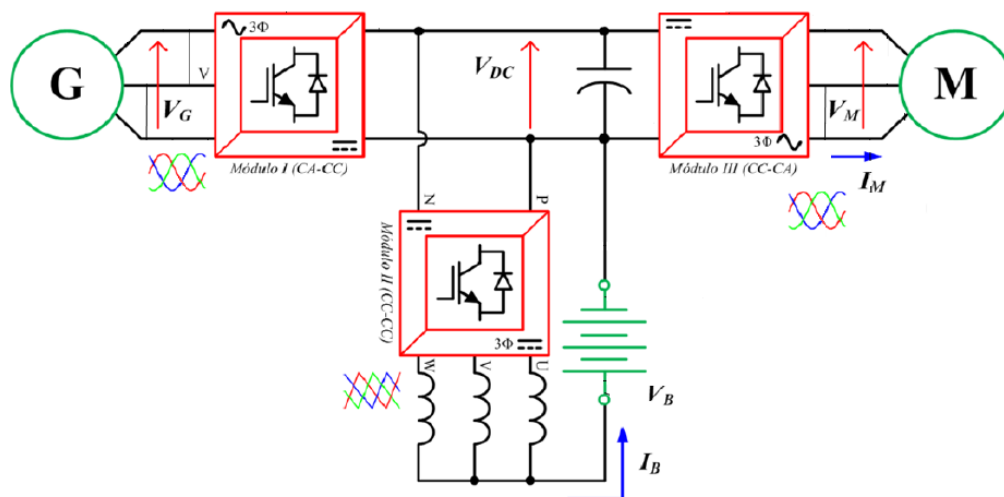 G
V
V_G
3Φ
Módulo I (CA-CC)
V_DC
3Φ
Módulo III (CC-CA)
V_M
I_M
M
N
P
Módulo II (CC-CC)
3Φ
W
V
U
V_B
I_B